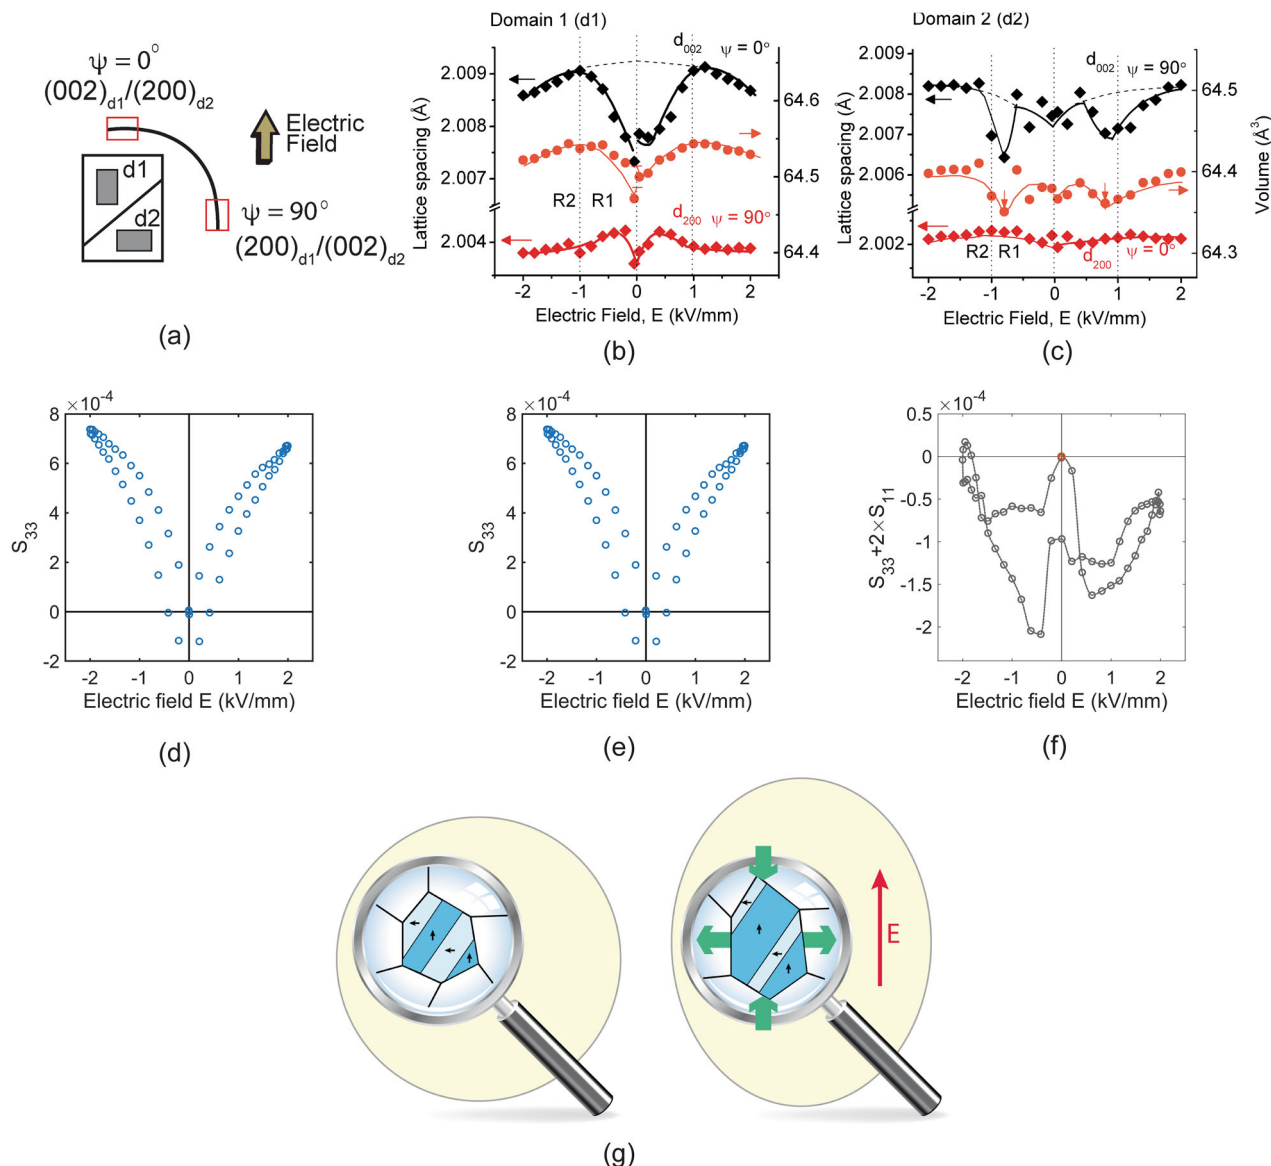 ψ = 0°
(002)d1/(200)d2
Electric
Field
d1
d2
ψ = 90°
(200)d1/(002)d2
(a)
Domain 1 (d1)
d002 ψ = 0°
2.009
2.008
2.007
2.004
Lattice spacing (Å)
64.6
64.5
64.4
R2 R1
d200 ψ = 90°
-2 -1 0 1 2
Electric Field, E (kV/mm)
(b)
Domain 2 (d2)
d002 ψ = 90°
2.009
2.008
2.007
2.006
2.002
Lattice spacing (Å)
64.5
64.4
64.3
Volume (Å3)
R2 R1
d200 ψ = 0°
-2 -1 0 1 2
Electric Field, E (kV/mm)
(c)
×10-4
8
6
4
2
0
-2
S33
-2 -1 0 1 2
Electric field E (kV/mm)
(d)
×10-4
8
6
4
2
0
-2
S33
-2 -1 0 1 2
Electric field E (kV/mm)
(e)
×10-4
0.5
0
-0.5
-1
-1.5
-2
S33+2×S11
-2 -1 0 1 2
Electric field E (kV/mm)
(f)
E
(g)